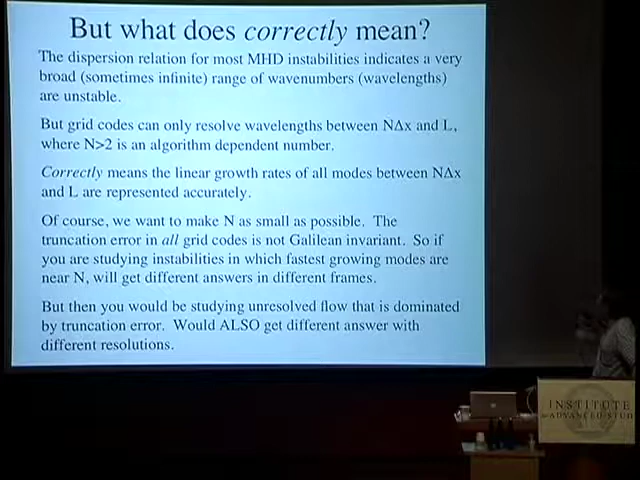 But what does correctly mean?
The dispersion relation for most MHD instabilities indicates a very
broad (sometimes infinite) range of wavenumbers (wavelengths)
are unstable.
But grid codes can only resolve wavelengths between NΔx and L,
where N>2 is an algorithm dependent number.
Correctly means the linear growth rates of all modes between NΔx
and L are represented accurately.
Of course, we want to make N as small as possible. The
truncation error in all grid codes is not Galilean invariant. So if
you are studying instabilities in which fastest growing modes are
near N, will get different answers in different frames.
But then you would be studying unresolved flow that is dominated
by truncation error. Would ALSO get different answer with
different resolutions.
INSTITUTE
ADVANCED STUD